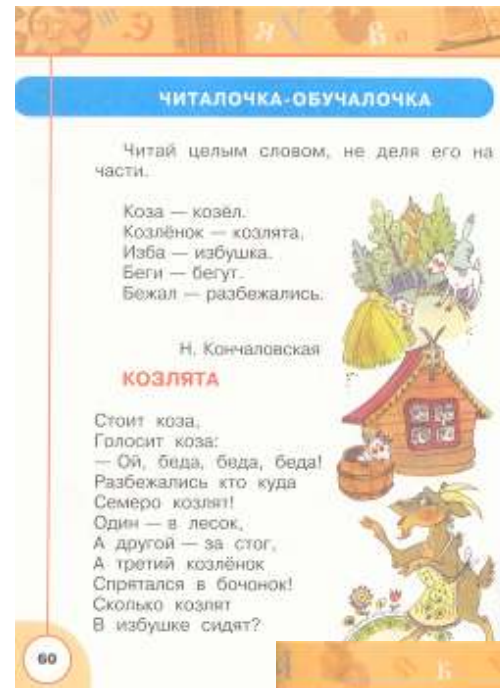 ЧИТАЛОЧКА-ОБУЧАЛОЧКА
Читай целым словом, не деля его на
части.
Коза — козёл.
Козлёнок — козлята.
Изба — избушка.
Беги — бегут.
Бежал — разбежались.
Н. Кончаловская
КОЗЛЯТА
Стоит коза,
Голосит коза:
— Ой, беда, беда, беда!
Разбежались кто куда
Семеро козлят!
Один — в лесок,
А другой — за стог,
А третий козлёнок
Спрятался в бочонок!
Сколько козлят
В избушке сидят?
60